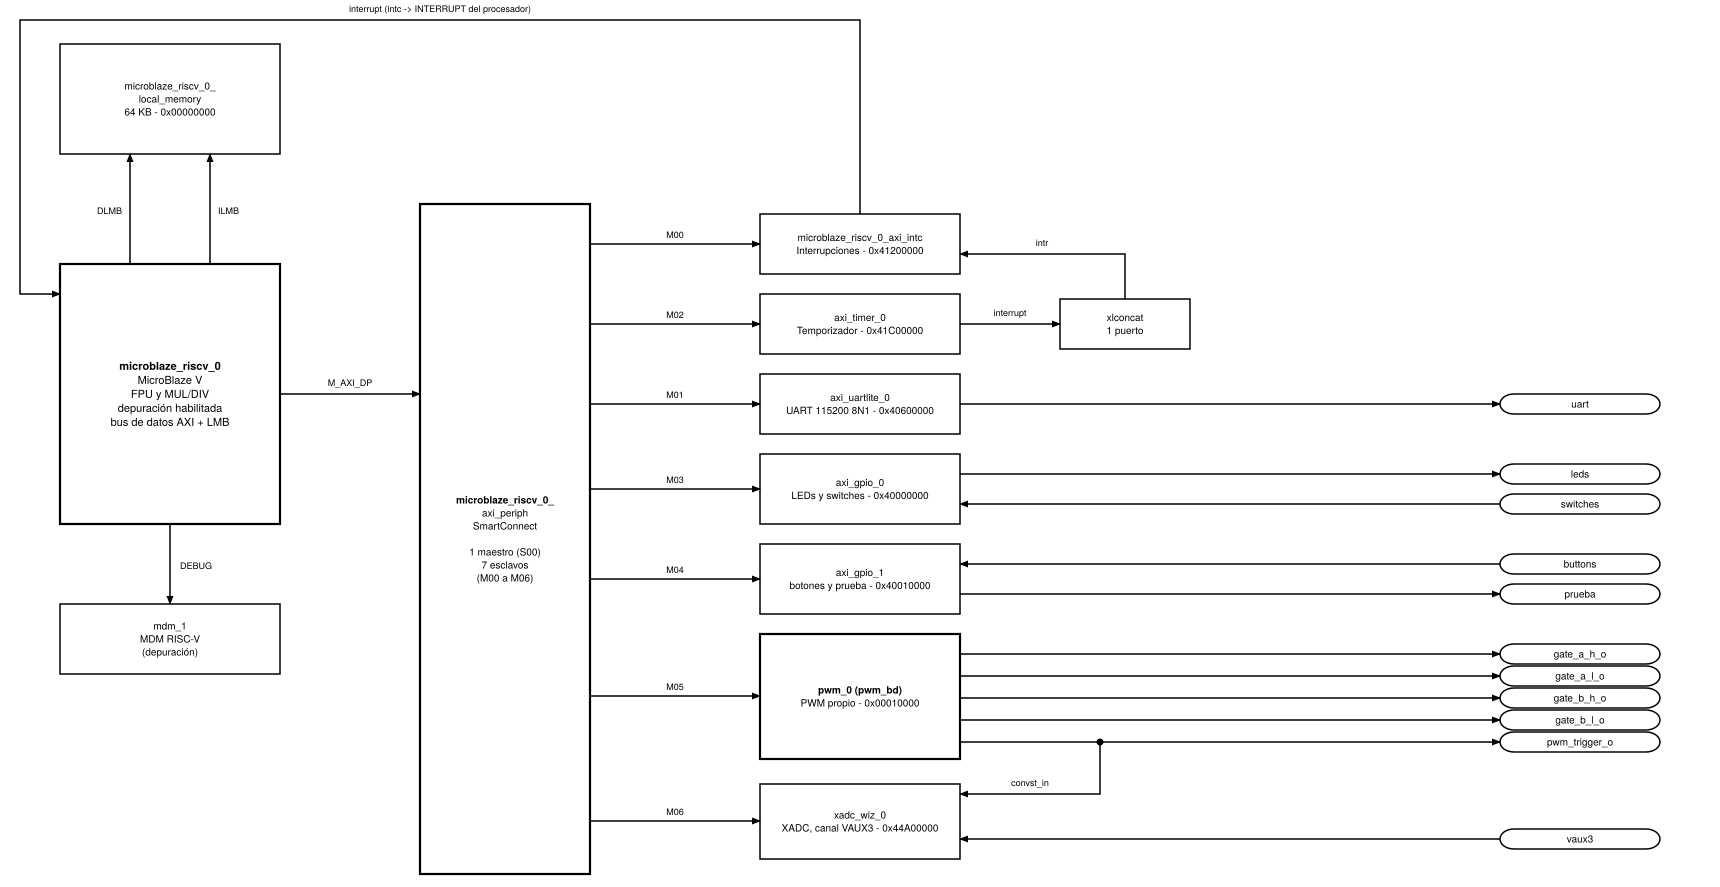 interrupt (intc -> INTERRUPT del procesador)
microblaze_riscv_0_
local_memory
64 KB - 0x00000000
DLMB
ILMB
microblaze_riscv_0
MicroBlaze V
FPU y MUL/DIV
depuración habilitada
bus de datos AXI + LMB
M_AXI_DP
DEBUG
mdm_1
MDM RISC-V
(depuración)
microblaze_riscv_0_
axi_periph
SmartConnect
1 maestro (S00)
7 esclavos
(M00 a M06)
M00
microblaze_riscv_0_axi_intc
Interrupciones - 0x41200000
intr
M02
axi_timer_0
Temporizador - 0x41C00000
interrupt
xlconcat
1 puerto
M01
axi_uartlite_0
UART 115200 8N1 - 0x40600000
uart
M03
axi_gpio_0
LEDs y switches - 0x40000000
leds
switches
M04
axi_gpio_1
botones y prueba - 0x40010000
buttons
prueba
M05
pwm_0 (pwm_bd)
PWM propio - 0x00010000
gate_a_h_o
gate_a_l_o
gate_b_h_o
gate_b_l_o
pwm_trigger_o
convst_in
M06
xadc_wiz_0
XADC, canal VAUX3 - 0x44A00000
vaux3